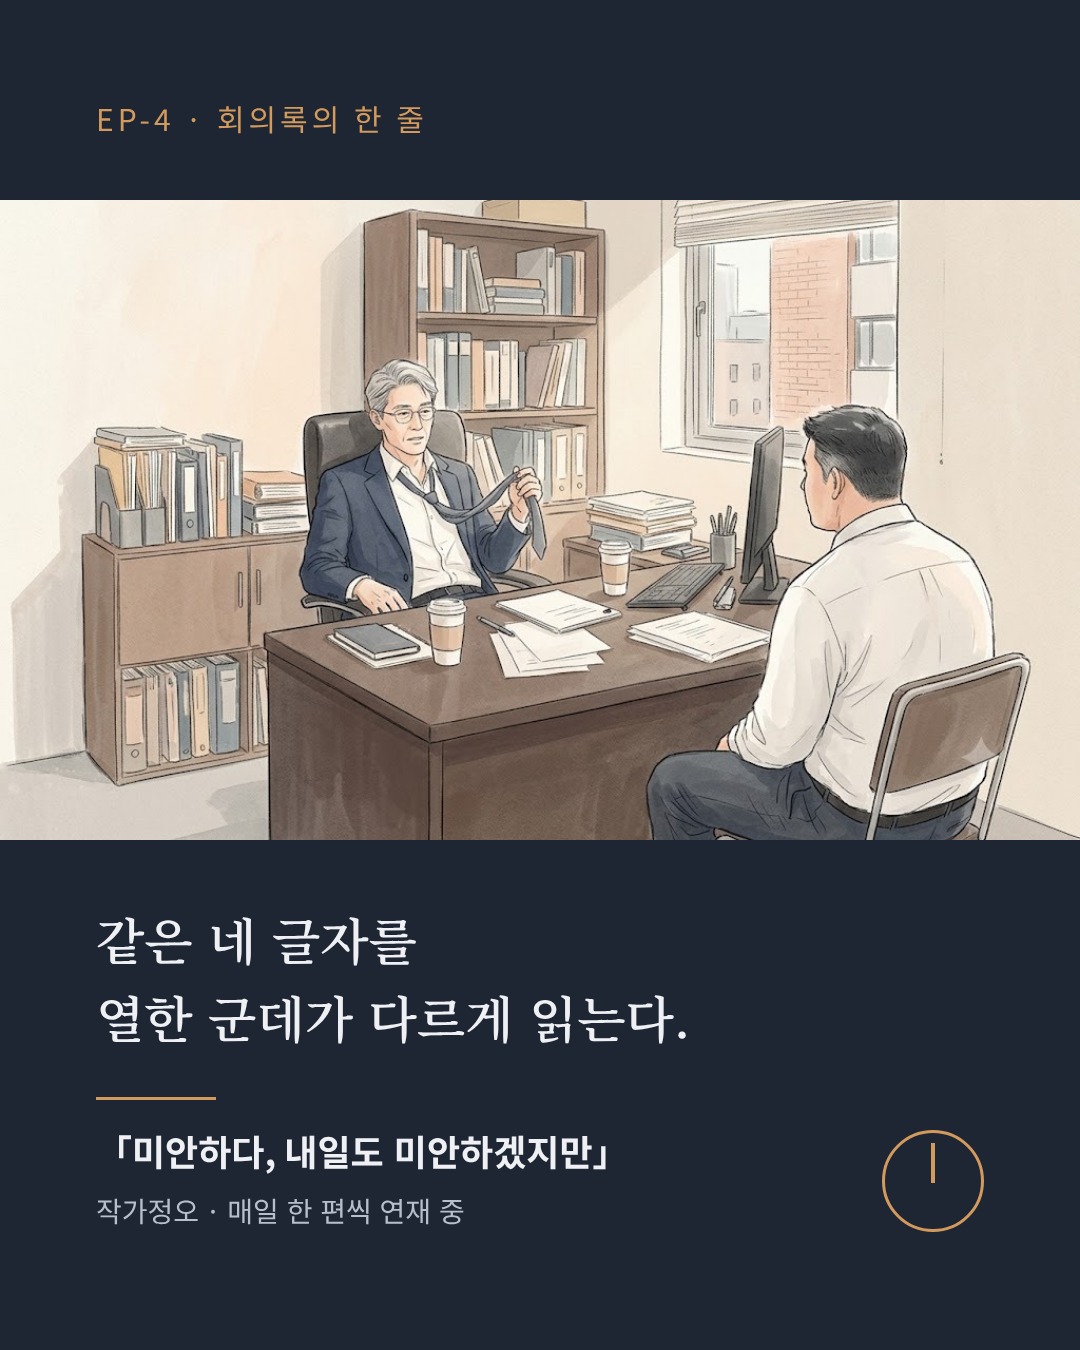 EP-4 · 회의록의 한 줄
같은 네 글자를
열한 군데가 다르게 읽는다.
「미안하다, 내일도 미안하겠지만」
작가정오 · 매일 한 편씩 연재 중